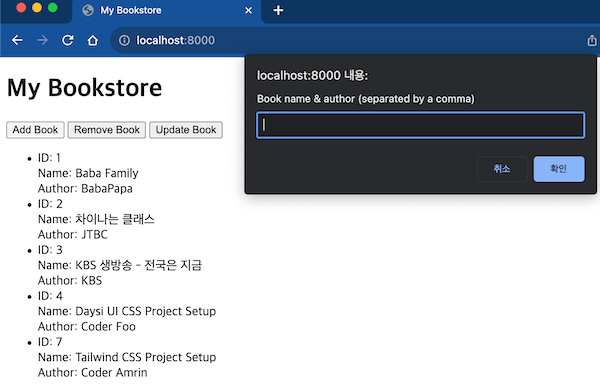 My Bookstore
localhost:8000
localhost:8000 내용:
Book name & author (separated by a comma)
취소
확인
My Bookstore
Add Book
Remove Book
Update Book
ID: 1
Name: Baba Family
Author: BabaPapa
ID: 2
Name: 차이나는 클래스
Author: JTBC
ID: 3
Name: KBS 생방송 - 전국은 지금
Author: KBS
ID: 4
Name: Daysi UI CSS Project Setup
Author: Coder Foo
ID: 7
Name: Tailwind CSS Project Setup
Author: Coder Amrin